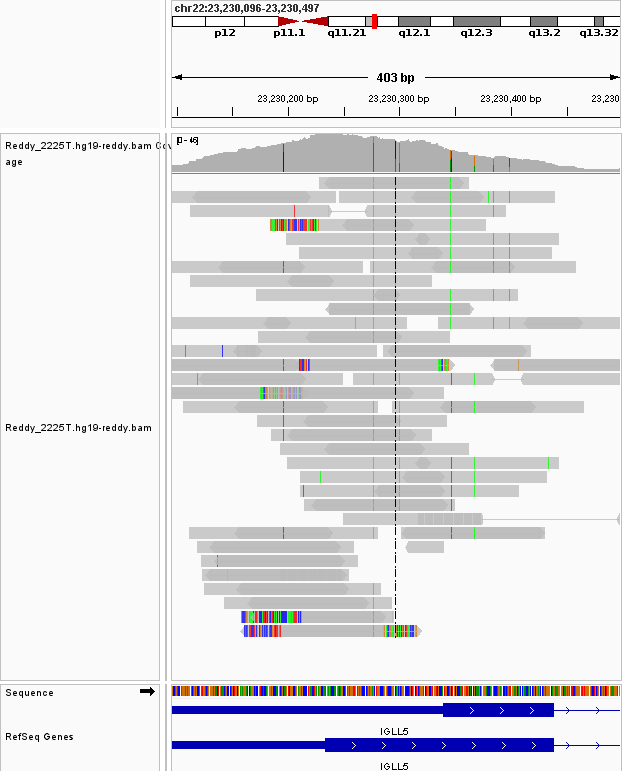 chr22:23,230,096-23,230,497
p12 p11.1 q11.21 q12.1 q12.3 q13.2 q13.32
403 bp
23,230,200 bp 23,230,300 bp 23,230,400 bp 23,230
Reddy_2225T.hg19-reddy.bam Cov
age
[0 - 46]
Reddy_2225T.hg19-reddy.bam
Sequence
IGLL5
RefSeq Genes
IGLL5